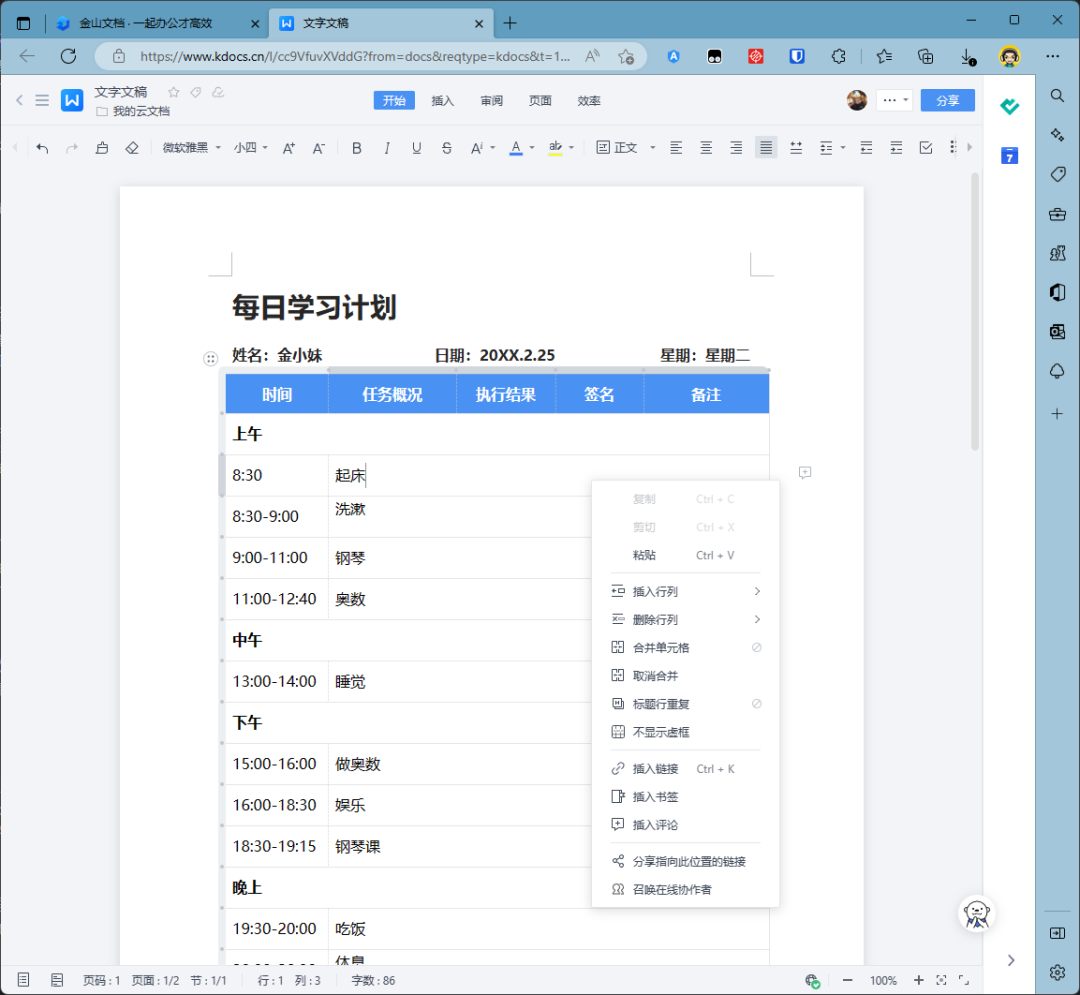 金山文档 · 一起办公才高效
文字文稿
https://www.kdocs.cn/l/cc9VfuvXVddG?from=docs&reqtype=kdocs&t=1...
文字文稿
我的云文档
开始 插入 审阅 页面 效率
分享
微软雅黑 小四 A+ A- B I U S A A ab 正文
7
每日学习计划
姓名：金小妹 日期：20XX.2.25 星期：星期二
时间 任务概况 执行结果 签名 备注
上午
8:30 起床
8:30-9:00 洗漱
9:00-11:00 钢琴
11:00-12:40 奥数
中午
13:00-14:00 睡觉
下午
15:00-16:00 做奥数
16:00-18:30 娱乐
18:30-19:15 钢琴课
晚上
19:30-20:00 吃饭
复制 Ctrl + C
剪切 Ctrl + X
粘贴 Ctrl + V
插入行列
删除行列
合并单元格
取消合并
标题行重复
不显示虚框
插入链接 Ctrl + K
插入书签
插入评论
分享指向此位置的链接
召唤在线协作者
页码：1 页面：1/2 节：1/1 行：1 列：3 字数：86
100%